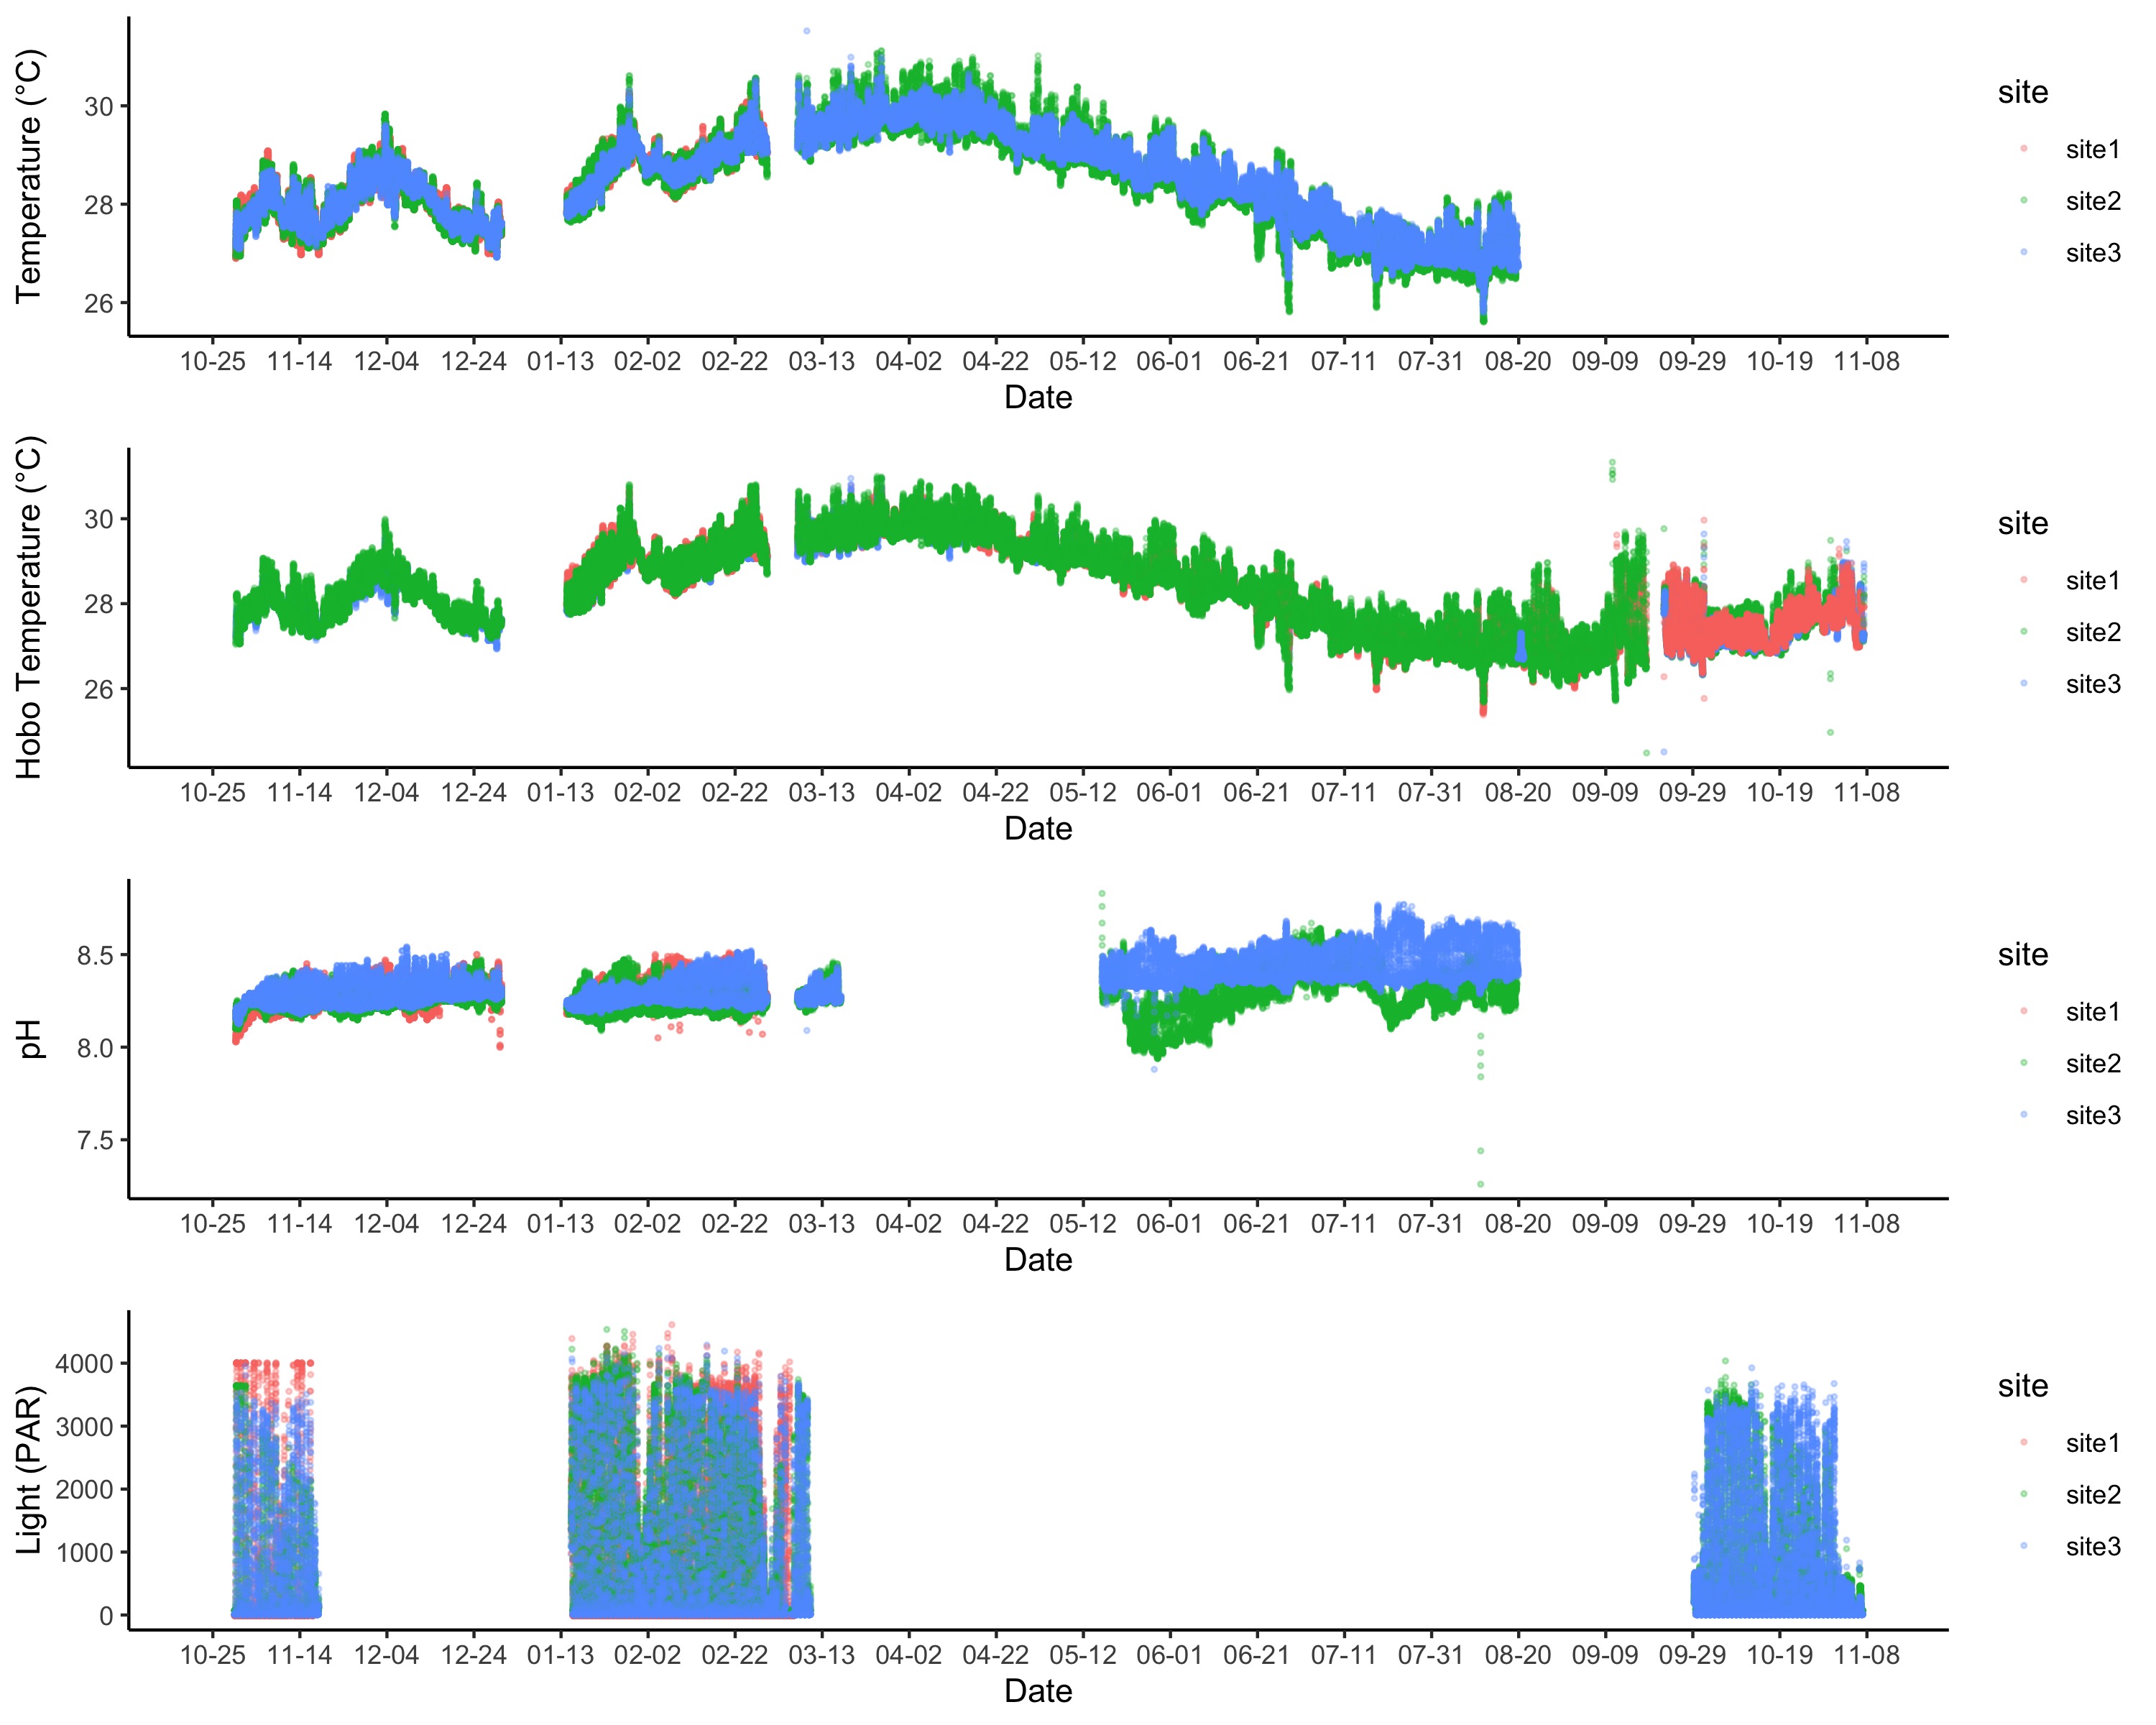 Temperature (°C)
30
28
26
10-25 11-14 12-04 12-24 01-13 02-02 02-22 03-13 04-02 04-22 05-12 06-01 06-21 07-11 07-31 08-20 09-09 09-29 10-19 11-08
Date
site
site1
site2
site3
Hobo Temperature (°C)
30
28
26
10-25 11-14 12-04 12-24 01-13 02-02 02-22 03-13 04-02 04-22 05-12 06-01 06-21 07-11 07-31 08-20 09-09 09-29 10-19 11-08
Date
site
site1
site2
site3
pH
8.5
8.0
7.5
10-25 11-14 12-04 12-24 01-13 02-02 02-22 03-13 04-02 04-22 05-12 06-01 06-21 07-11 07-31 08-20 09-09 09-29 10-19 11-08
Date
site
site1
site2
site3
Light (PAR)
4000
3000
2000
1000
0
10-25 11-14 12-04 12-24 01-13 02-02 02-22 03-13 04-02 04-22 05-12 06-01 06-21 07-11 07-31 08-20 09-09 09-29 10-19 11-08
Date
site
site1
site2
site3